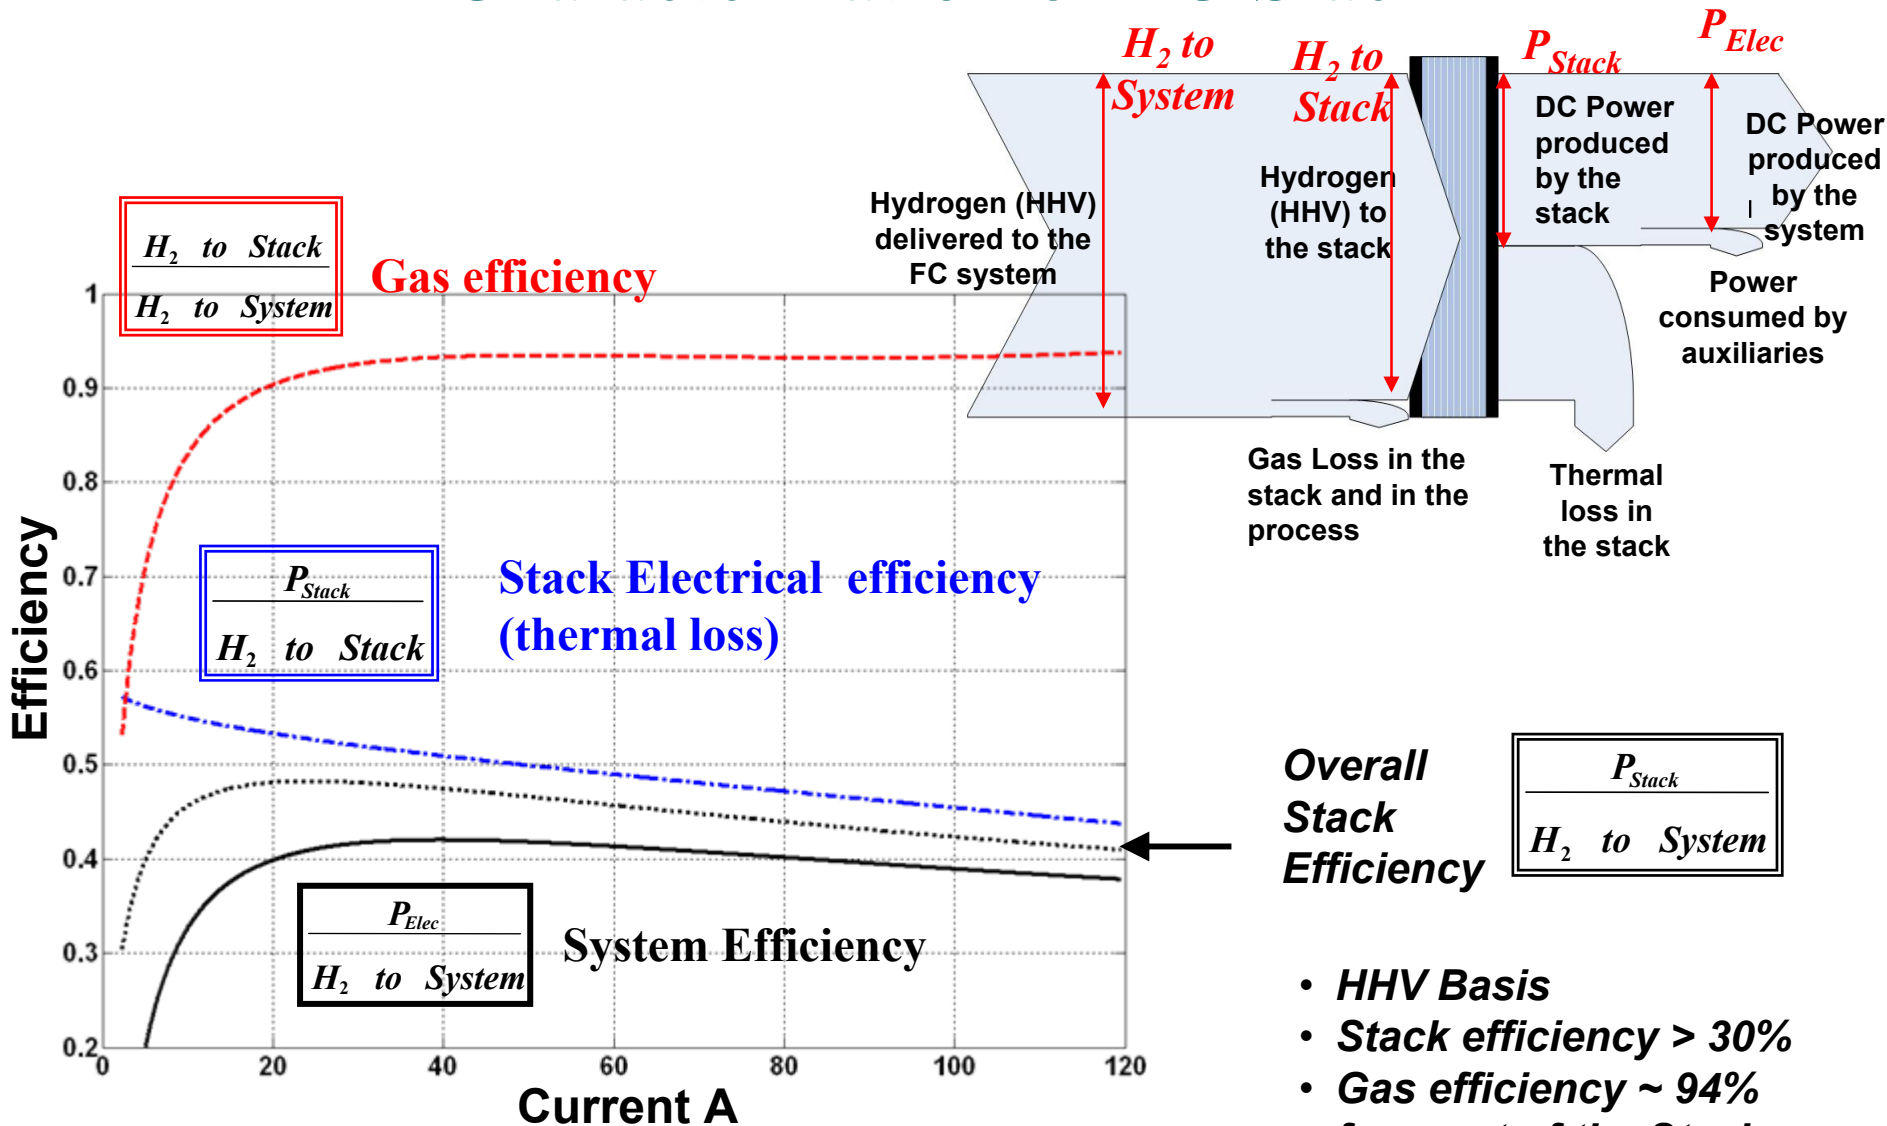 H2 to
System
H2 to
Stack
PStack
PElec
DC Power
produced
by the
stack
DC Power
produced
by the
system
Hydrogen (HHV)
delivered to the
FC system
Hydrogen
(HHV) to
the stack
Power
consumed by
auxiliaries
Gas Loss in the
stack and in the
process
Thermal
loss in
the stack
H2 to Stack
H2 to System
Gas efficiency
PStack
H2 to Stack
Stack Electrical efficiency
(thermal loss)
PElec
H2 to System
System Efficiency
Efficiency
1
0.9
0.8
0.7
0.6
0.5
0.4
0.3
0.2
0 20 40 60 80 100 120
Current A
Overall
Stack
Efficiency
PStack
H2 to System
• HHV Basis
• Stack efficiency > 30%
• Gas efficiency ~ 94%